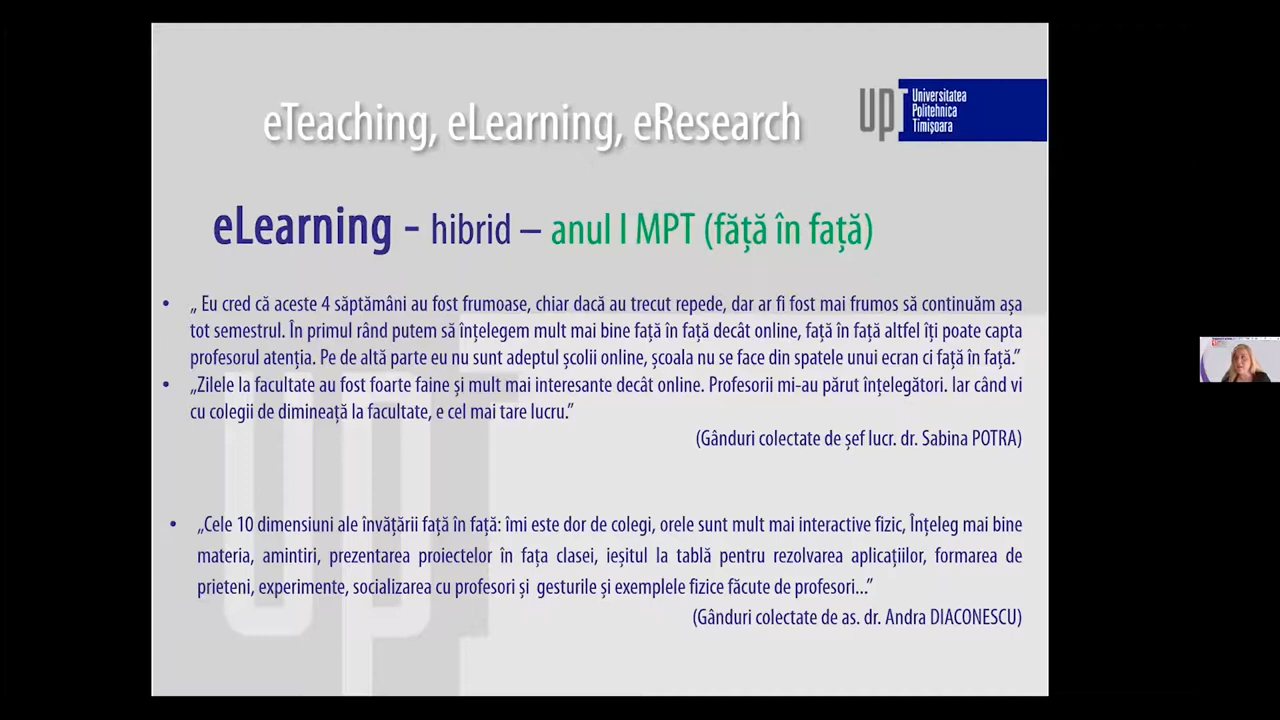 eTeaching, eLearning, eResearch
upT Universitatea
Politehnica
Timișoara
eLearning - hibrid – anul I MPT (făță în față)
• „ Eu cred că aceste 4 săptămâni au fost frumoase, chiar dacă au trecut repede, dar ar fi fost mai frumos să continuăm așa
tot semestrul. În primul rând putem să înțelegem mult mai bine față în față decât online, față în față altfel îți poate capta
profesorul atenția. Pe de altă parte eu nu sunt adeptul școlii online, școala nu se face din spatele unui ecran ci față în față.”
• „Zilele la facultate au fost foarte faine și mult mai interesante decât online. Profesorii mi-au părut înțelegători. Iar când vi
cu colegii de dimineață la facultate, e cel mai tare lucru.”
(Gânduri colectate de șef lucr. dr. Sabina POTRA)
• „Cele 10 dimensiuni ale învățării față în față: îmi este dor de colegi, orele sunt mult mai interactive fizic, Înțeleg mai bine
materia, amintiri, prezentarea proiectelor în fața clasei, ieșitul la tablă pentru rezolvarea aplicațiilor, formarea de
prieteni, experimente, socializarea cu profesori și gesturile și exemplele fizice făcute de profesori...”
(Gânduri colectate de as. dr. Andra DIACONESCU)